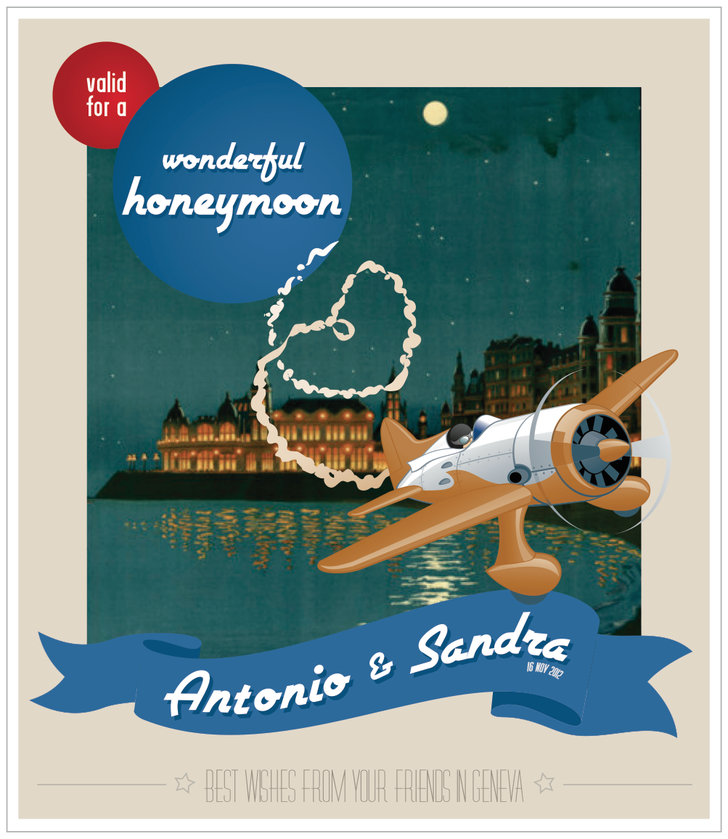 valid
for a
wonderful
honeymoon
Antonio & Sandra
16 NOV 2012
BEST WISHES FROM YOUR FRIENDS IN GENEVA